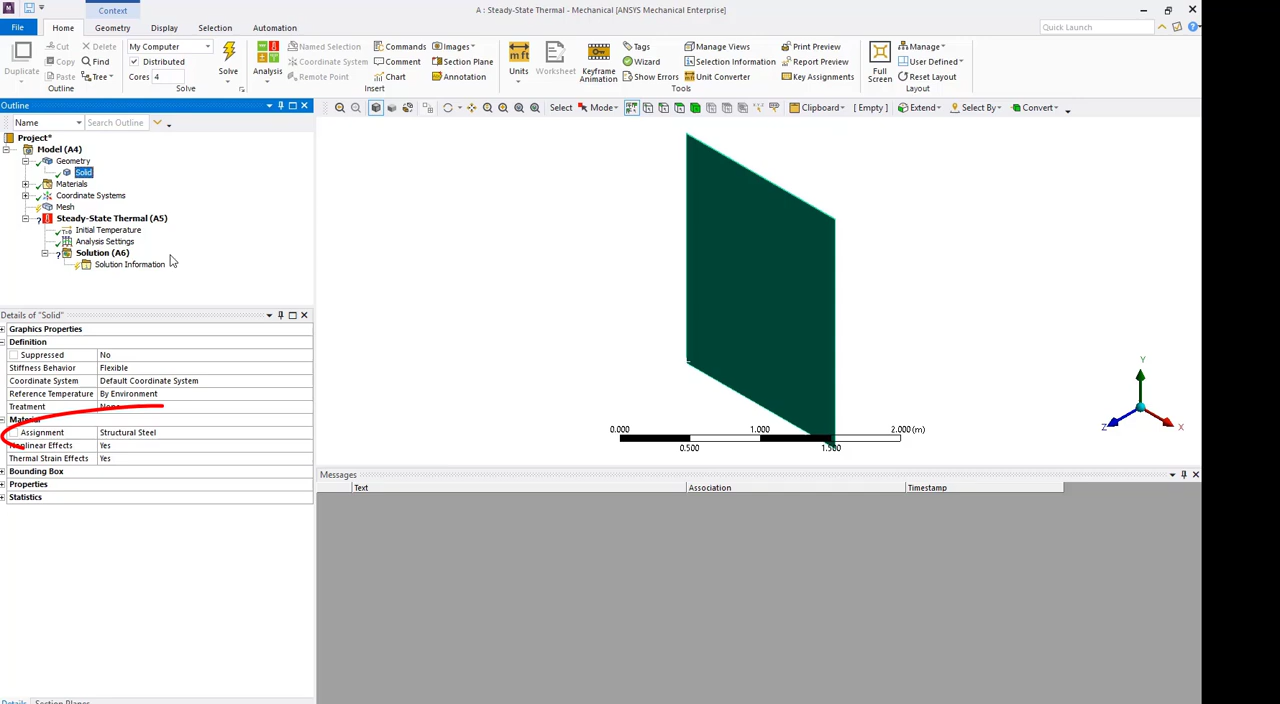 Context
A : Steady-State Thermal - Mechanical [ANSYS Mechanical Enterprise]
File Home Geometry Display Selection Automation Quick Launch
Duplicate Cut Delete My Computer Solve Analysis Named Selection Commands Images Units Worksheet Keyframe Animation Tags Manage Views Print Preview Full Screen Manage
Copy Find Distributed Coordinate System Comment Section Plane Wizard Selection Information Report Preview User Defined
Paste Tree Cores 4 Remote Point Chart Annotation Show Errors Unit Converter Key Assignments Reset Layout
Outline Solve Insert Tools Layout
Outline
Select Mode Clipboard [ Empty ] Extend Select By Convert
Name Search Outline
Project*
Model (A4)
Geometry
Solid
Materials
Coordinate Systems
Mesh
Steady-State Thermal (A5)
Initial Temperature
Analysis Settings
Solution (A6)
Solution Information
Details of "Solid"
Graphics Properties
Definition
Suppressed No
Stiffness Behavior Flexible
Coordinate System Default Coordinate System
Reference Temperature By Environment
Treatment None
Material
Assignment Structural Steel
Nonlinear Effects Yes
Thermal Strain Effects Yes
Bounding Box
Properties
Statistics
0.000 1.000 2.000 (m)
0.500 1.500
Y
Z
X
Messages
Text Association Timestamp
Details Section Planes